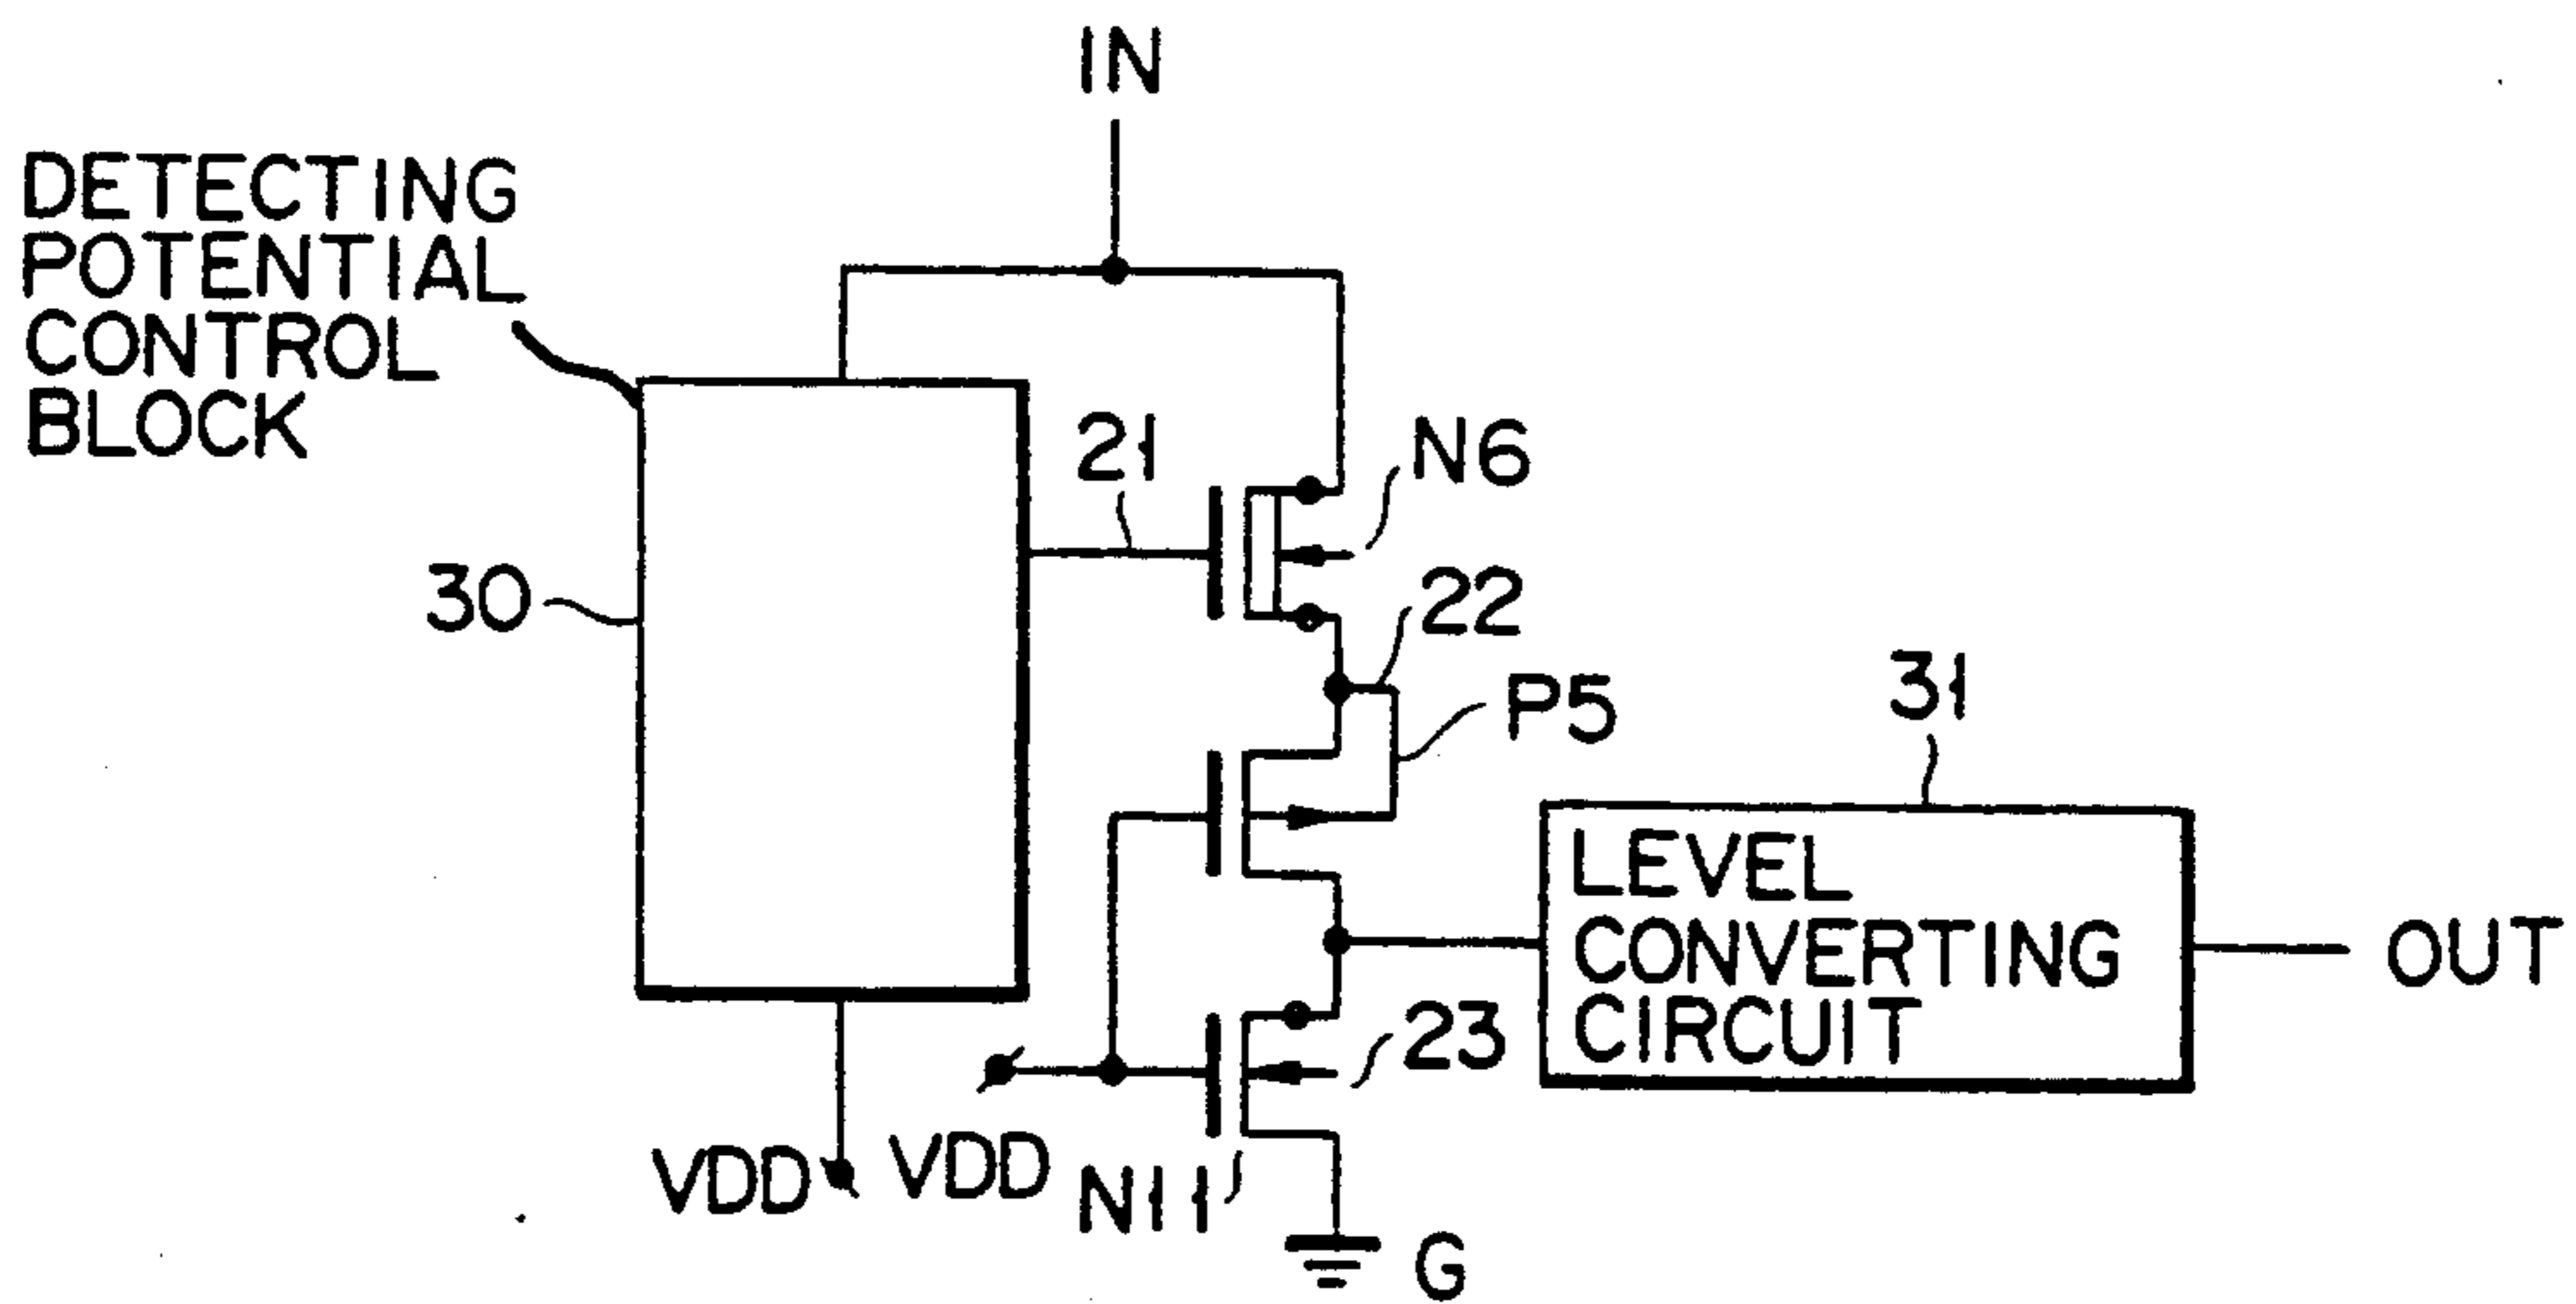 IN
DETECTING
POTENTIAL
CONTROL
BLOCK
21
N6
30
22
P5
31
LEVEL
CONVERTING
CIRCUIT
OUT
23
VDD
VDD
N11
G